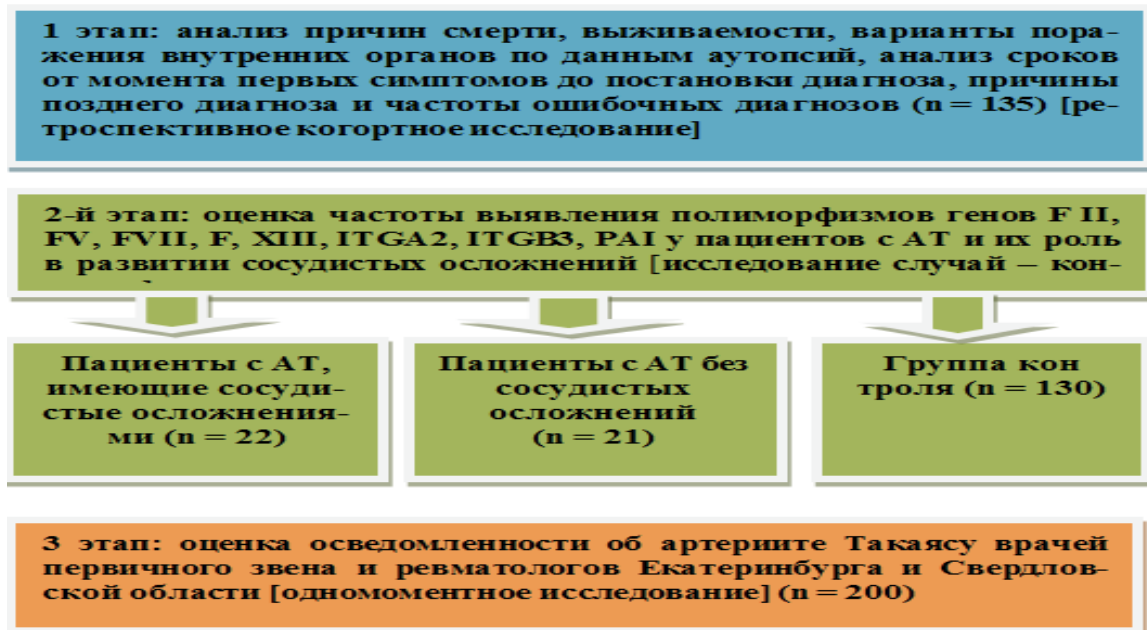 1 этап: анализ причин смерти, выживаемости, варианты пора-
жения внутренних органов по данным аутопсий, анализ сроков
от момента первых симптомов до постановки диагноза, причины
позднего диагноза и частоты ошибочных диагнозов (n = 135) [ре-
троспективное когортное исследование]
2-й этап: оценка частоты выявления полиморфизмов генов F II,
FV, FVII, F, XIII, ITGA2, ITGB3, PAI у пациентов с АТ и их роль
в развитии сосудистых осложнений [исследование случай – кон-
Пациенты с АТ,
имеющие сосуди-
стые осложнения-
ми (n = 22)
Пациенты с АТ без
сосудистых
осложнений
(n = 21)
Группа кон
троля (n = 130)
3 этап: оценка осведомленности об артериите Такаясу врачей
первичного звена и ревматологов Екатеринбурга и Свердлов-
ской области [одномоментное исследование] (n = 200)